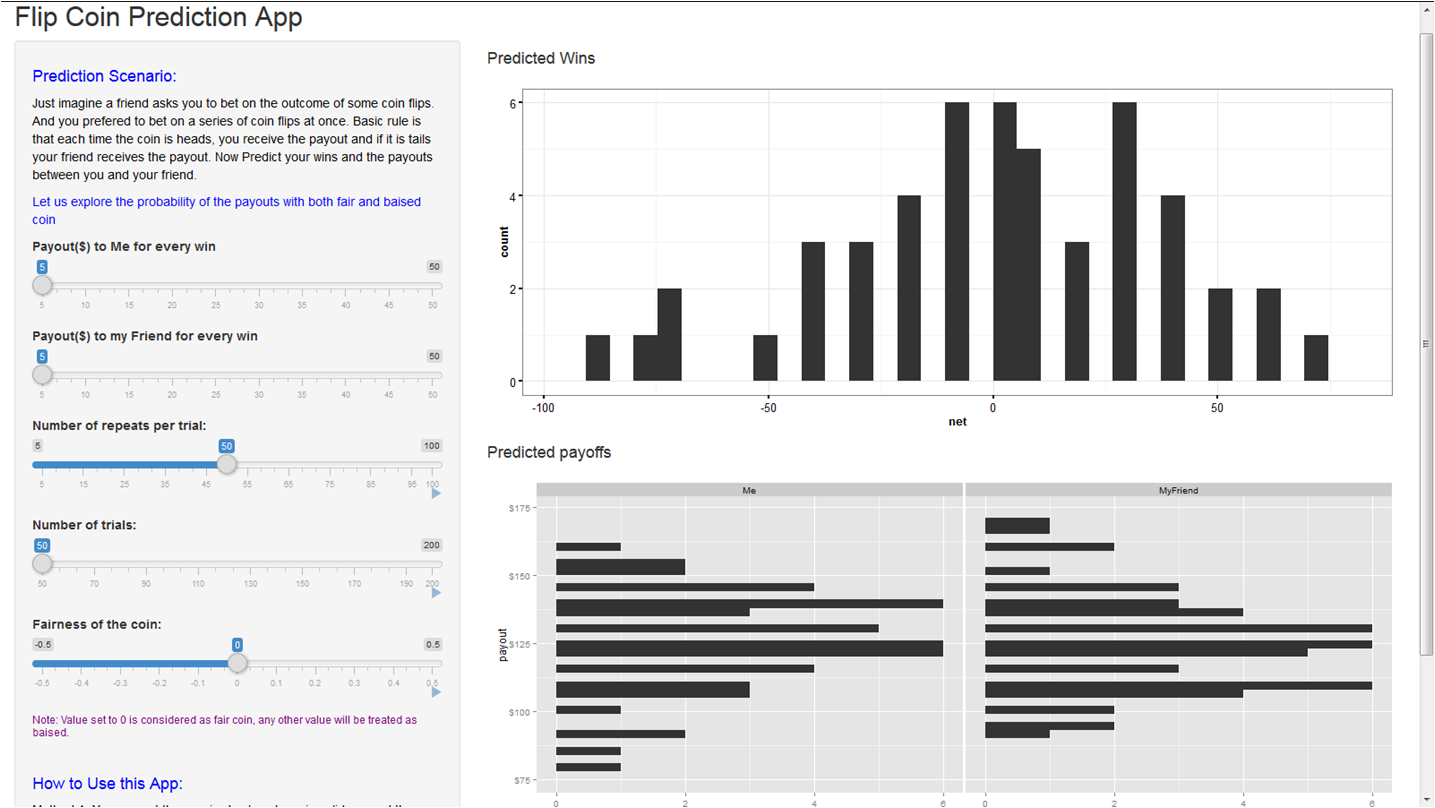 Flip Coin Prediction App
Prediction Scenario:
Just imagine a friend asks you to bet on the outcome of some coin flips.
And you prefered to bet on a series of coin flips at once. Basic rule is
that each time the coin is heads, you receive the payout and if it is tails
your friend receives the payout. Now Predict your wins and the payouts
between you and your friend.
Let us explore the probability of the payouts with both fair and baised
coin
Payout($) to Me for every win
5 50
5 10 15 20 25 30 35 40 45 50
Payout($) to my Friend for every win
5 50
5 10 15 20 25 30 35 40 45 50
Number of repeats per trial:
5 50 100
5 15 25 35 45 55 65 75 85 95 100
Number of trials:
50 200
50 70 90 110 130 150 170 190 200
Fairness of the coin:
-0.5 0 0.5
-0.5 -0.4 -0.3 -0.2 -0.1 0 0.1 0.2 0.3 0.4 0.5
Note: Value set to 0 is considered as fair coin, any other value will be treated as
baised.
How to Use this App:
Predicted Wins
6
4
2
0
count
-100 -50 0 50
net
Predicted payoffs
Me MyFriend
$175
$150
$125
$100
$75
payout
0 2 4 6 0 2 4 6